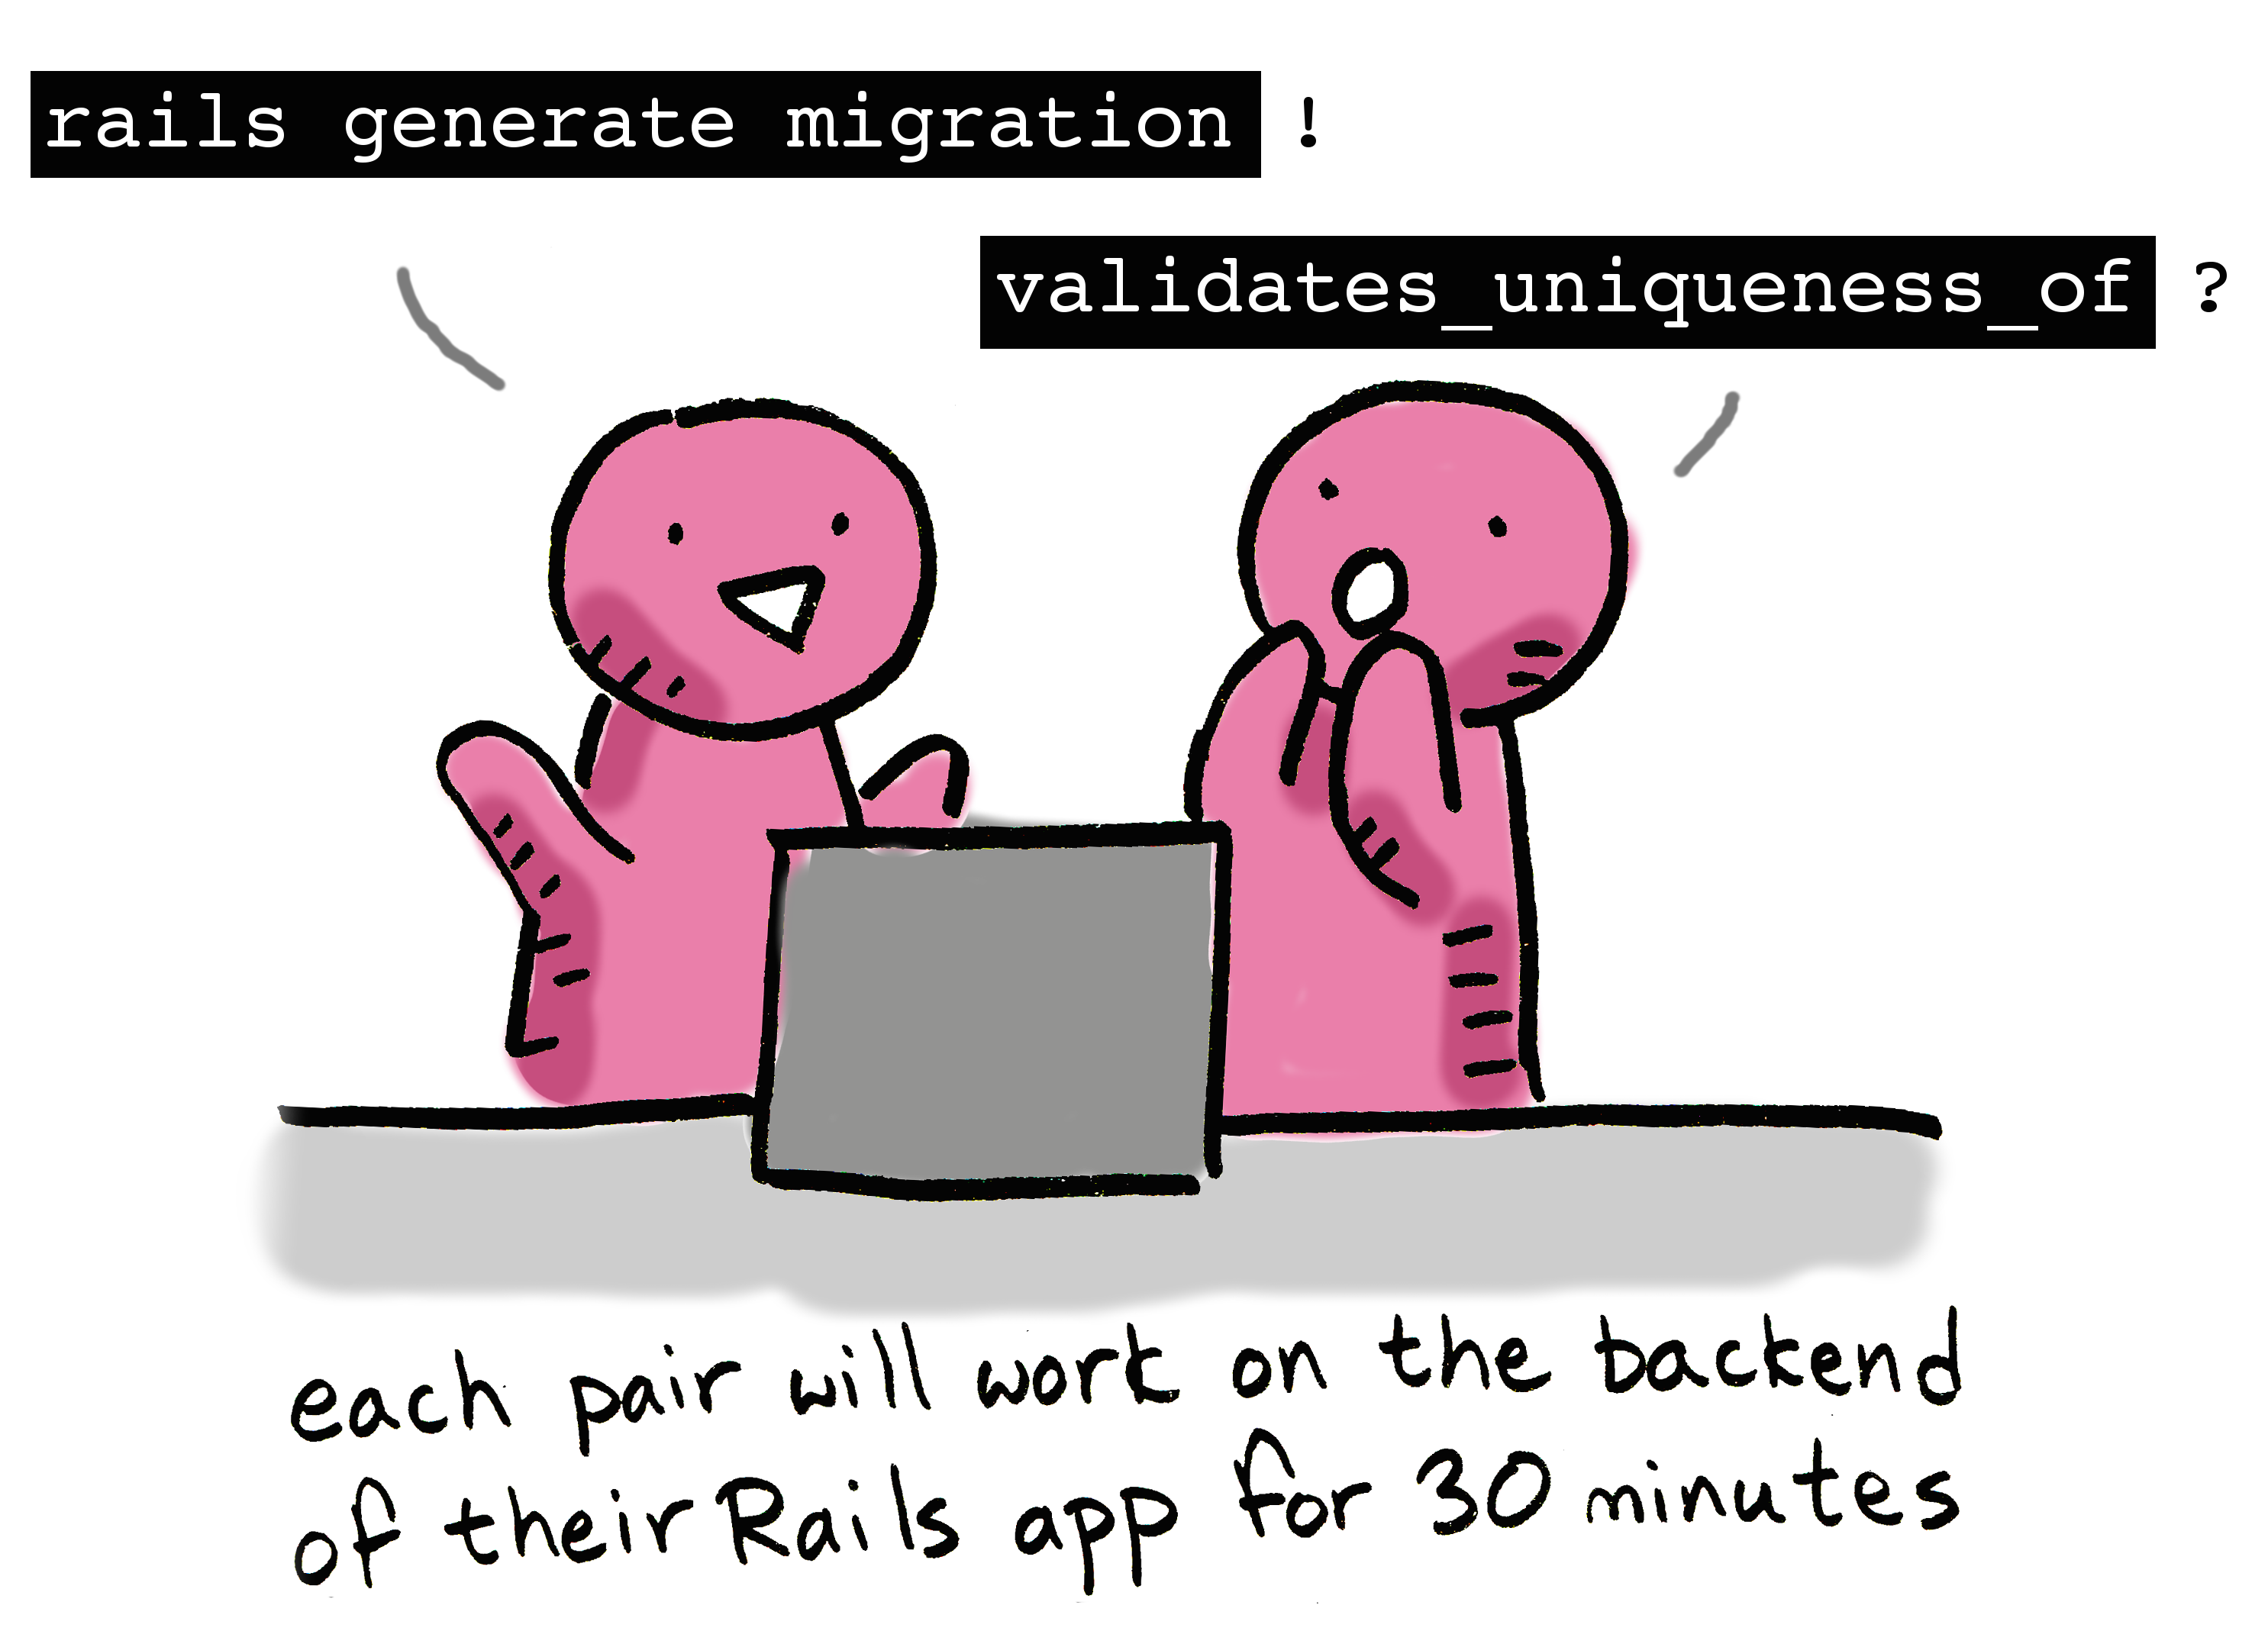 rails generate migration !
validates_uniqueness_of ?
each pair will work on the backend
of their Rails app for 30 minutes